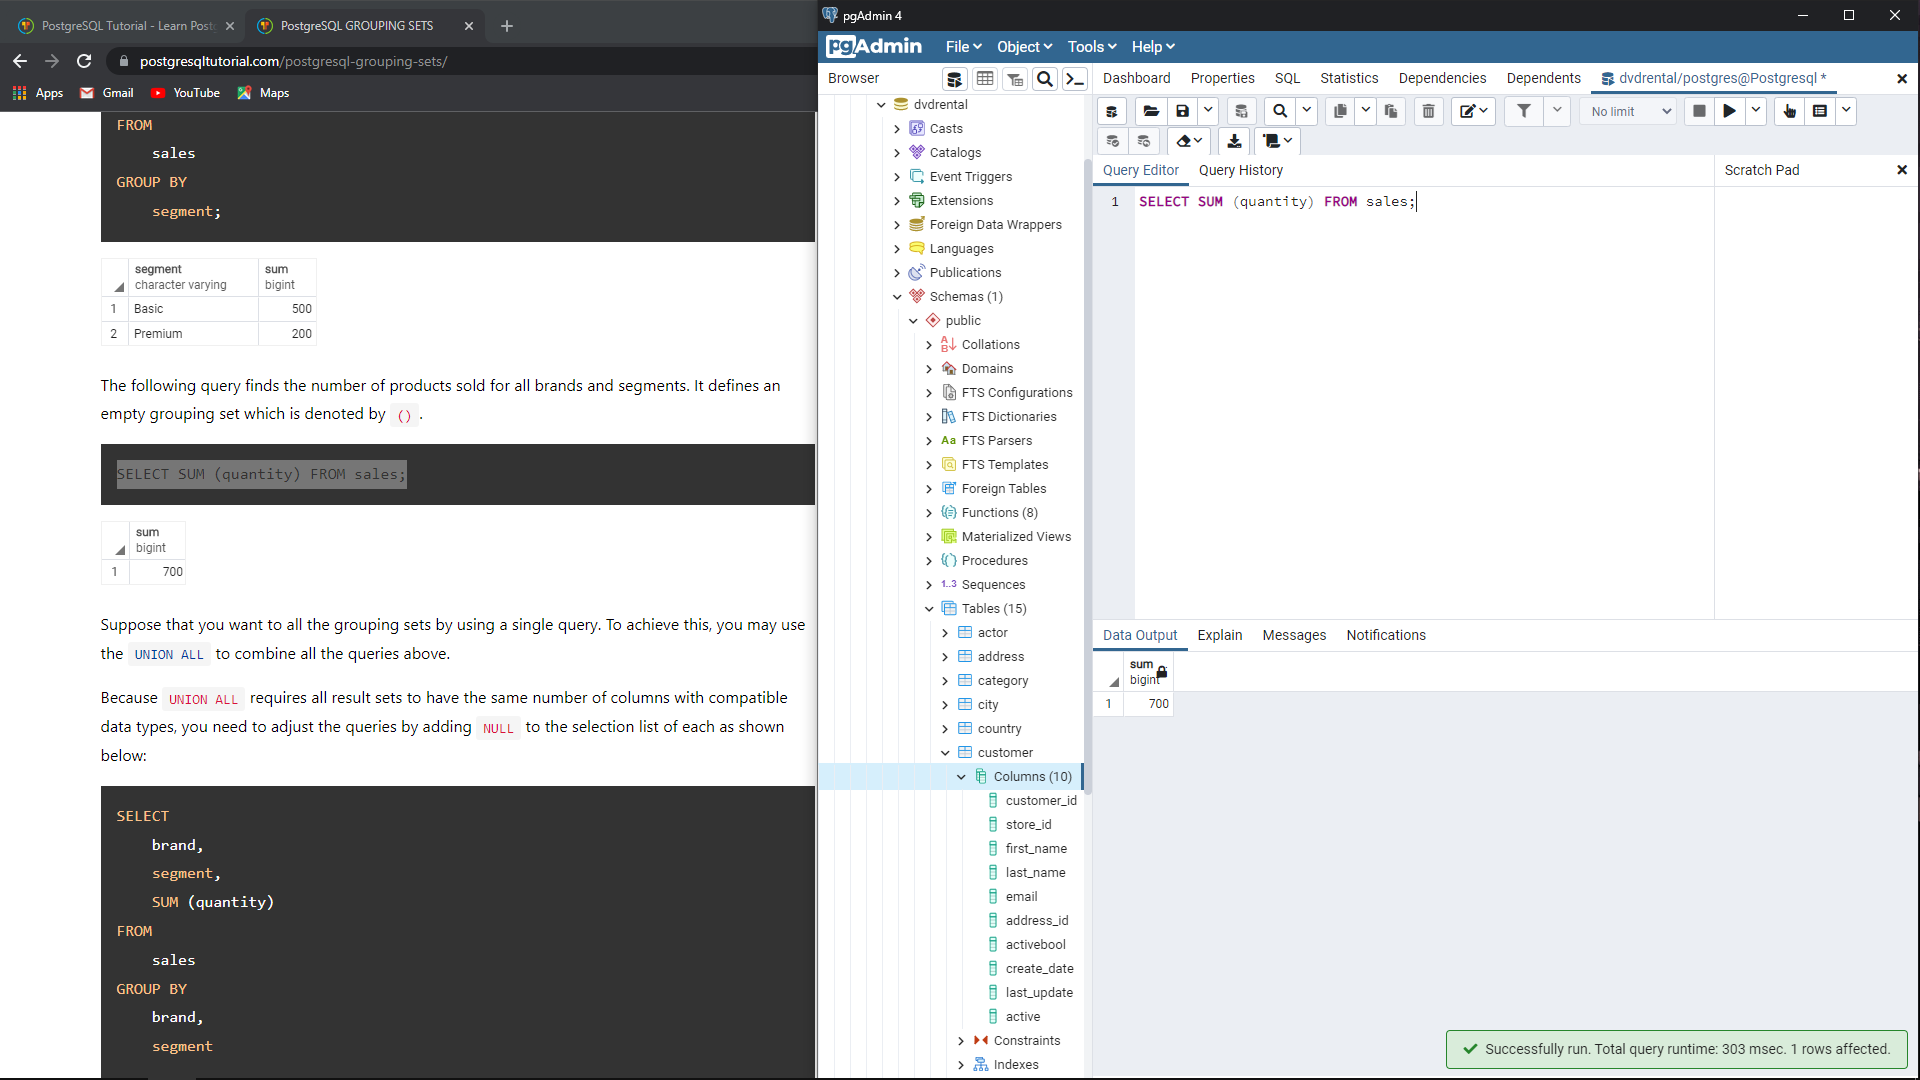 PostgreSQL Tutorial - Learn Post
PostgreSQL GROUPING SETS
postgresqltutorial.com/postgresql-grouping-sets/
Apps Gmail YouTube Maps
FROM
sales
GROUP BY
segment;
segment sum
character varying bigint
1 Basic 500
2 Premium 200
The following query finds the number of products sold for all brands and segments. It defines an
empty grouping set which is denoted by () .
SELECT SUM (quantity) FROM sales;
sum
bigint
1 700
Suppose that you want to all the grouping sets by using a single query. To achieve this, you may use
the UNION ALL to combine all the queries above.
Because UNION ALL requires all result sets to have the same number of columns with compatible
data types, you need to adjust the queries by adding NULL to the selection list of each as shown
below:
SELECT
brand,
segment,
SUM (quantity)
FROM
sales
GROUP BY
brand,
segment
pgAdmin 4
pgAdmin File Object Tools Help
Browser
dvdrental
Casts
Catalogs
Event Triggers
Extensions
Foreign Data Wrappers
Languages
Publications
Schemas (1)
public
Collations
Domains
FTS Configurations
FTS Dictionaries
Aa FTS Parsers
FTS Templates
Foreign Tables
Functions (8)
Materialized Views
Procedures
1..3 Sequences
Tables (15)
actor
address
category
city
country
customer
Columns (10)
customer_id
store_id
first_name
last_name
email
address_id
activebool
create_date
last_update
active
Constraints
Indexes
Dashboard Properties SQL Statistics Dependencies Dependents dvdrental/postgres@Postgresql *
No limit
Query Editor Query History
Scratch Pad
1 SELECT SUM (quantity) FROM sales;
Data Output Explain Messages Notifications
sum
bigint
1 700
Successfully run. Total query runtime: 303 msec. 1 rows affected.